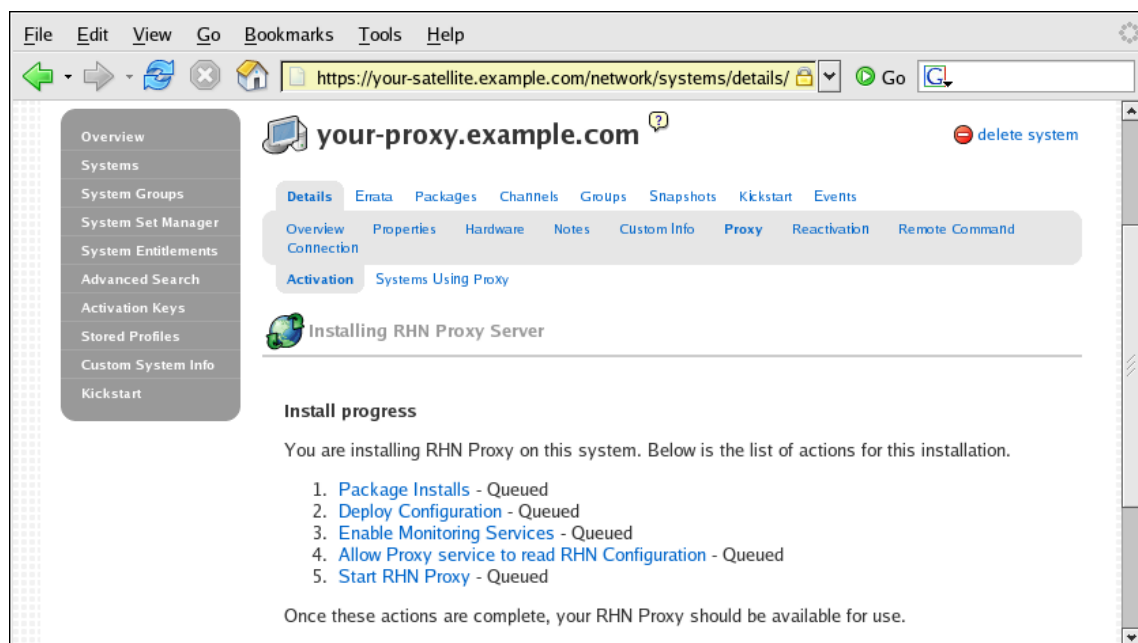 File Edit View Go Bookmarks Tools Help
https://your-satellite.example.com/network/systems/details/ Go G
Overview
Systems
System Groups
System Set Manager
System Entitlements
Advanced Search
Activation Keys
Stored Profiles
Custom System Info
Kickstart
your-proxy.example.com ?
delete system
Details Errata Packages Channels Groups Snapshots Kickstart Events
Overview Properties Hardware Notes Custom Info Proxy Reactivation Remote Command
Connection
Activation Systems Using Proxy
Installing RHN Proxy Server
Install progress
You are installing RHN Proxy on this system. Below is the list of actions for this installation.
1. Package Installs - Queued
2. Deploy Configuration - Queued
3. Enable Monitoring Services - Queued
4. Allow Proxy service to read RHN Configuration - Queued
5. Start RHN Proxy - Queued
Once these actions are complete, your RHN Proxy should be available for use.